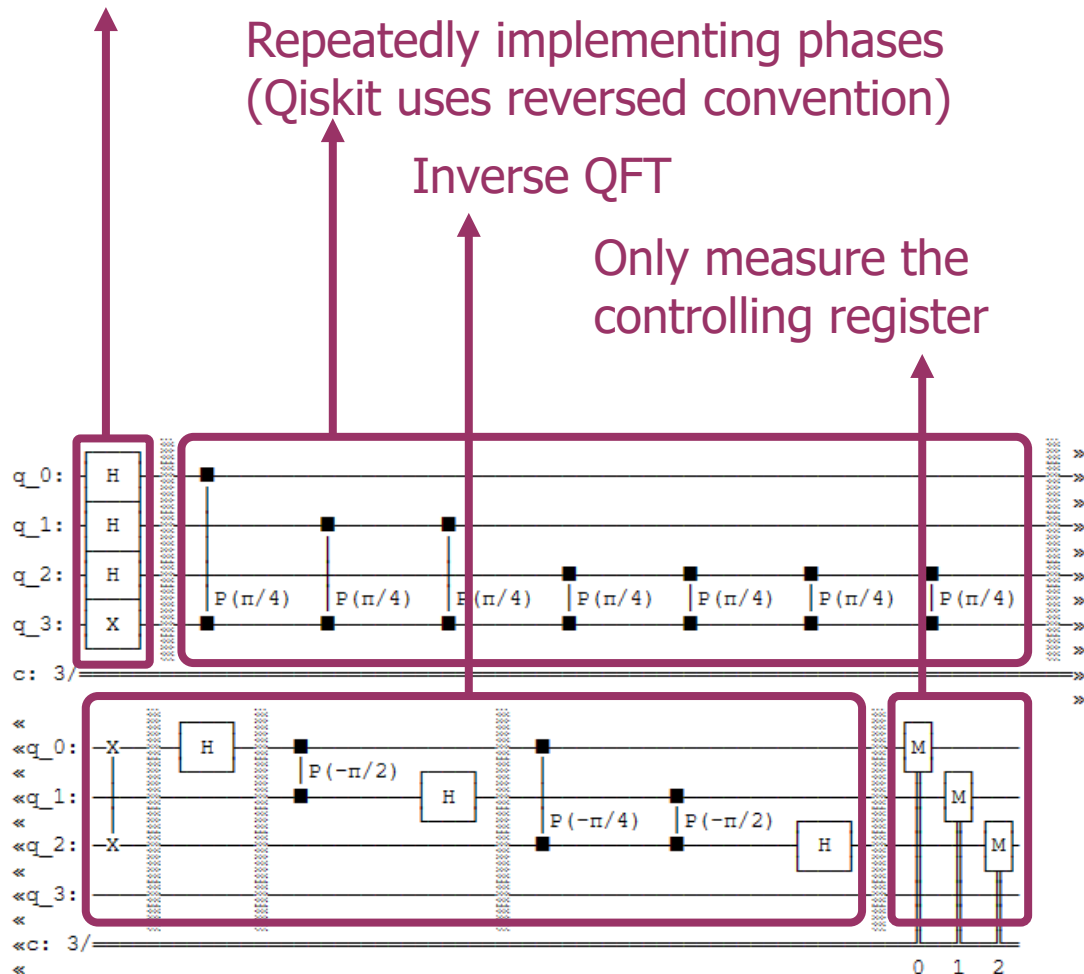 Repeatedly implementing phases
(Qiskit uses reversed convention)
Inverse QFT
Only measure the
controlling register
q_0: H »
q_1: H »
q_2: H »
P(π/4) P(π/4) P(π/4) P(π/4) P(π/4) P(π/4) P(π/4)
q_3: X »
c: 3/ »
«
«q_0: X H M
« P(-π/2)
«q_1: H M
« P(-π/4) P(-π/2)
«q_2: X H M
«
«q_3:
«
«c: 3/
« 0 1 2